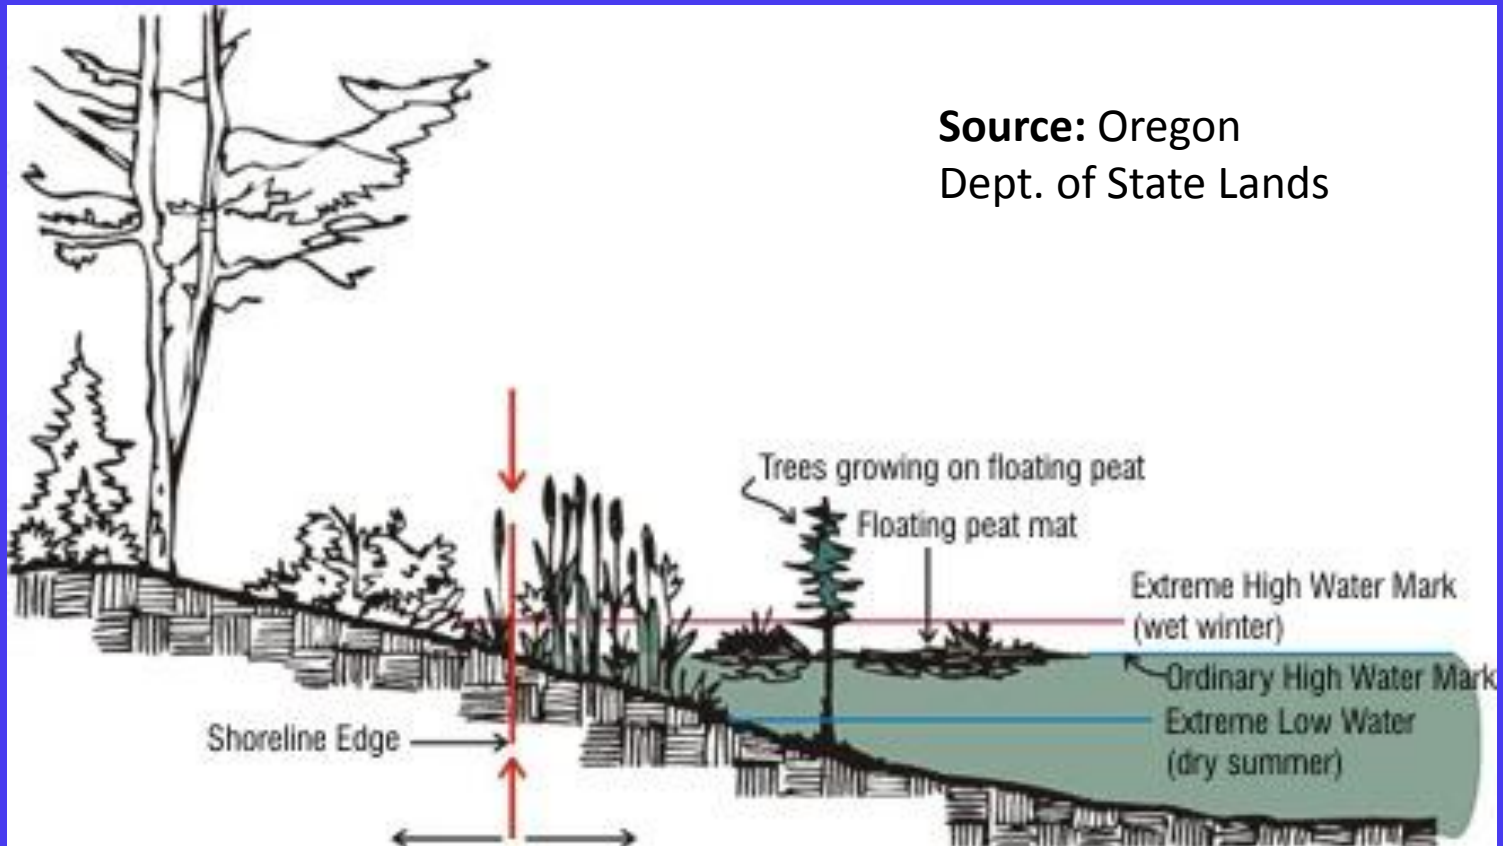 Source: Oregon
Dept. of State Lands
Trees growing on floating peat
Floating peat mat
Extreme High Water Mark
(wet winter)
Ordinary High Water Mark
Extreme Low Water
(dry summer)
Shoreline Edge